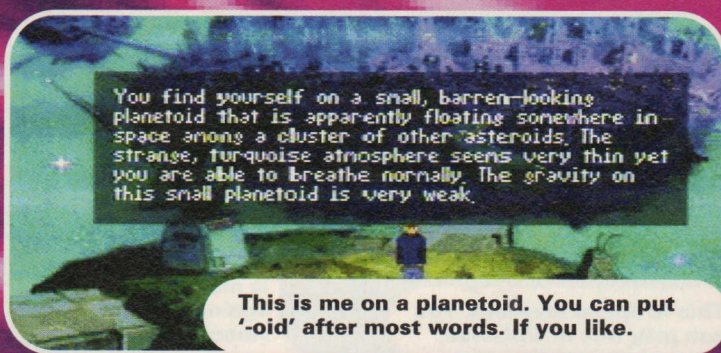 You find yourself on a small, barren-looking
planetoid that is apparently floating somewhere in
space among a cluster of other asteroids. The
strange, turquoise atmosphere seems very thin yet
you are able to breathe normally. The gravity on
this small planetoid is very weak.
This is me on a planetoid. You can put
'-oid' after most words. If you like.